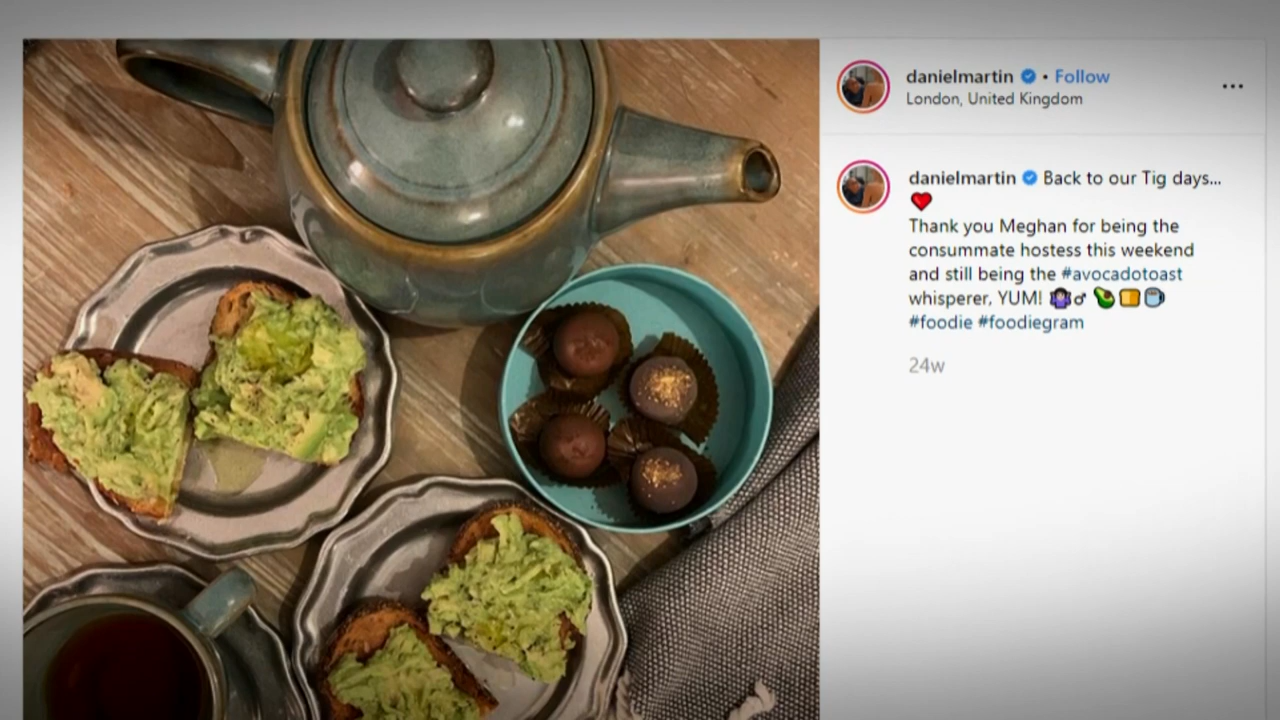 danielmartin • Follow
London, United Kingdom
danielmartin Back to our Tig days...
❤️
Thank you Meghan for being the
consummate hostess this weekend
and still being the #avocadotoast
whisperer, YUM! 🤷🏾‍♂ 🥑🍞☕
#foodie #foodiegram
24w